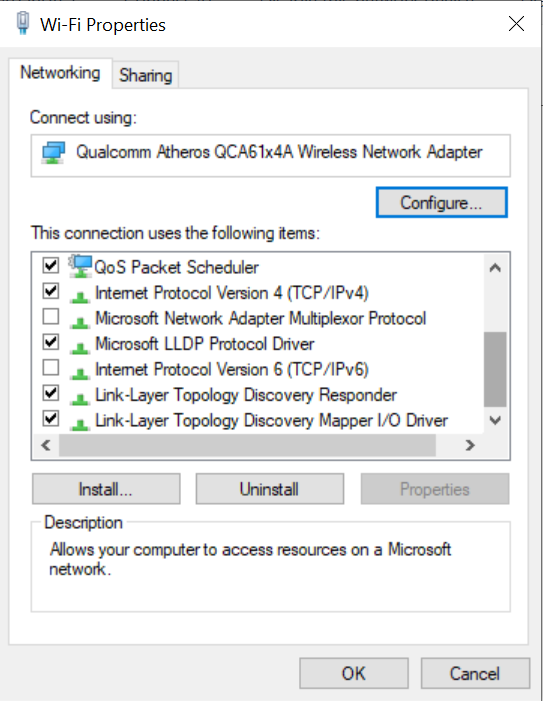 Wi-Fi Properties
Networking
Sharing
Connect using:
Qualcomm Atheros QCA61x4A Wireless Network Adapter
Configure...
This connection uses the following items:
QoS Packet Scheduler
Internet Protocol Version 4 (TCP/IPv4)
Microsoft Network Adapter Multiplexor Protocol
Microsoft LLDP Protocol Driver
Internet Protocol Version 6 (TCP/IPv6)
Link-Layer Topology Discovery Responder
Link-Layer Topology Discovery Mapper I/O Driver
Install...
Uninstall
Properties
Description
Allows your computer to access resources on a Microsoft
network.
OK
Cancel